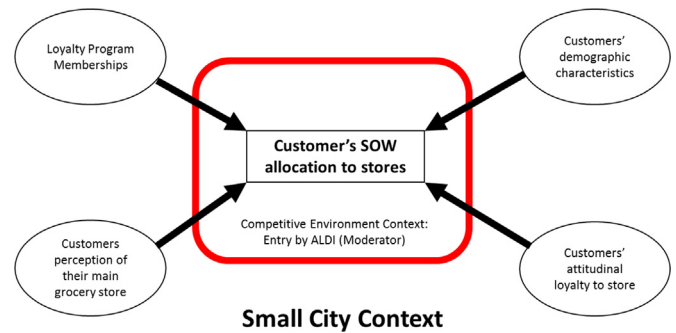 Loyalty Program
Memberships
Customers'
demographic
characteristics
Customer's SOW
allocation to stores
Competitive Environment Context:
Entry by ALDI (Moderator)
Customers
perception of
their main
grocery store
Customers'
attitudinal
loyalty to store
Small City Context